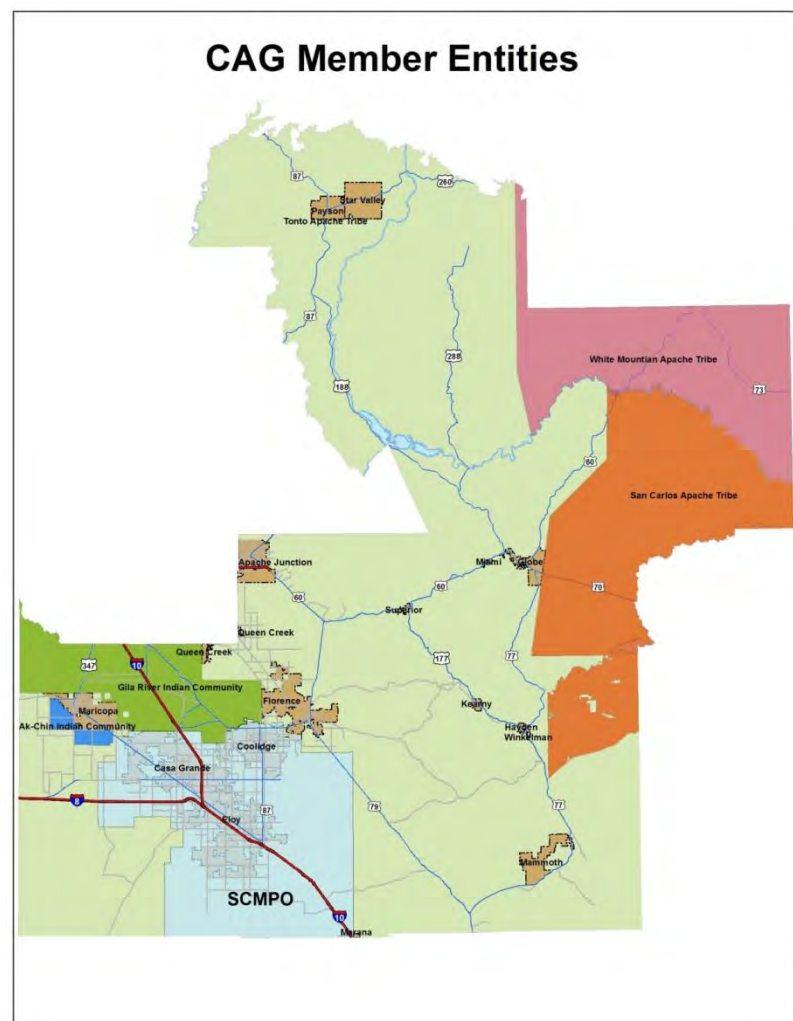 CAG Member Entities
87
260
Star Valley
Payson
Tonto Apache Tribe
87
288
188
White Mountian Apache Tribe
73
60
San Carlos Apache Tribe
Apache Junction
Miami
Globe
60
70
60
Superior
Queen Creek
Queen Creek
177
77
347
10
Gila River Indian Community
Florence
Kearny
Maricopa
Ak-Chin Indian Community
Hayden
Winkelman
Coolidge
Casa Grande
8
87
79
77
Eloy
Mammoth
SCMPO
10
Marana